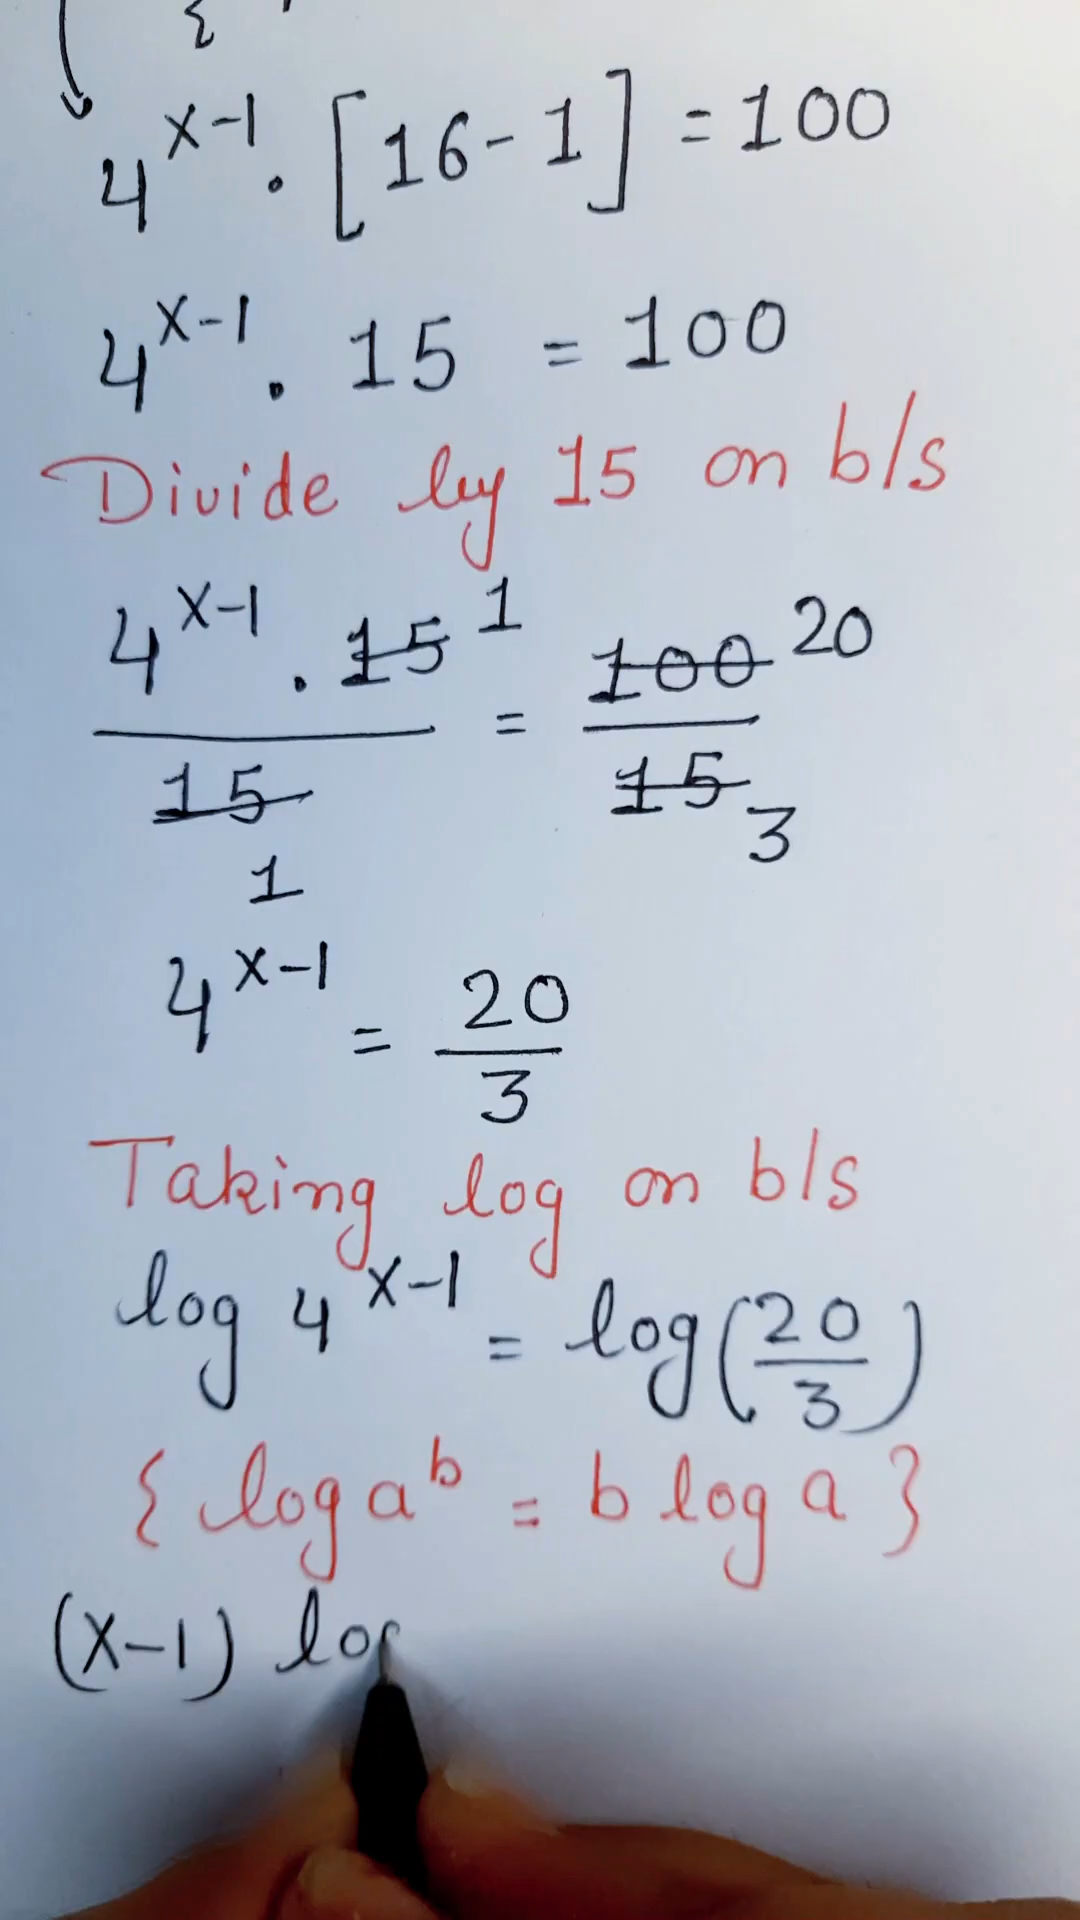 {
4^{x-1} . [16-1] = 100
4^{x-1} . 15 = 100
Divide by 15 on b/s
4^{x-1} . 15 1 / 15 1 = 100 20 / 15 3
4^{x-1} = 20/3
Taking log on b/s
log 4^{x-1} = log(20/3)
{ log a^b = b log a }
(x-1) log